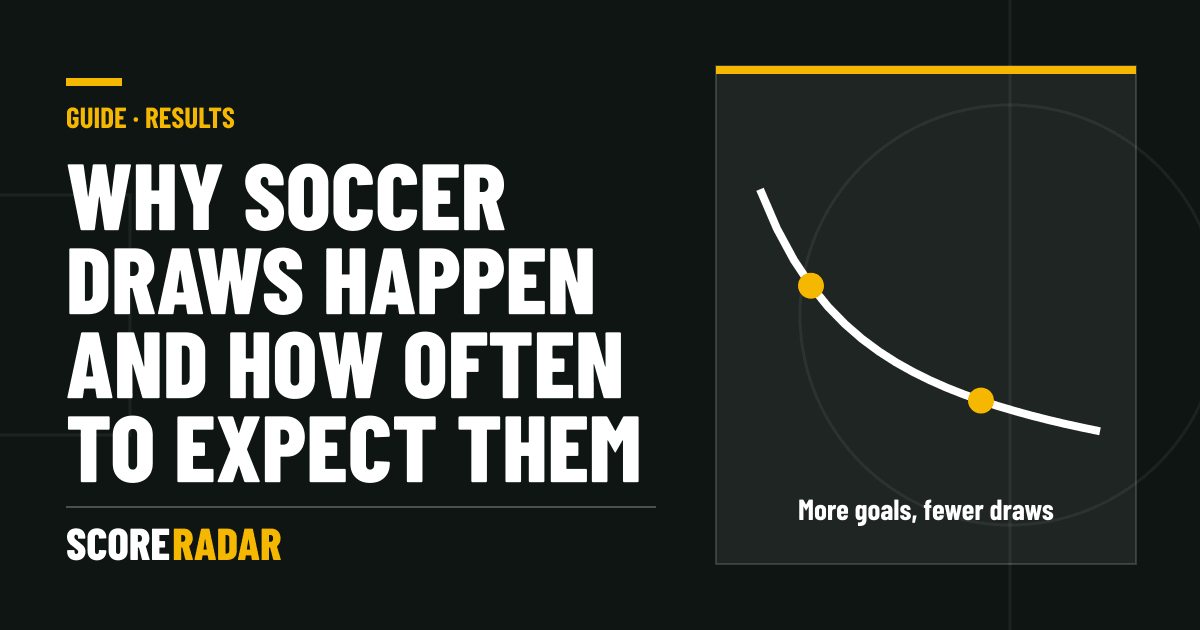 GUIDE · RESULTS
WHY SOCCER
DRAWS HAPPEN
AND HOW OFTEN
TO EXPECT THEM
SCORERADAR
More goals, fewer draws